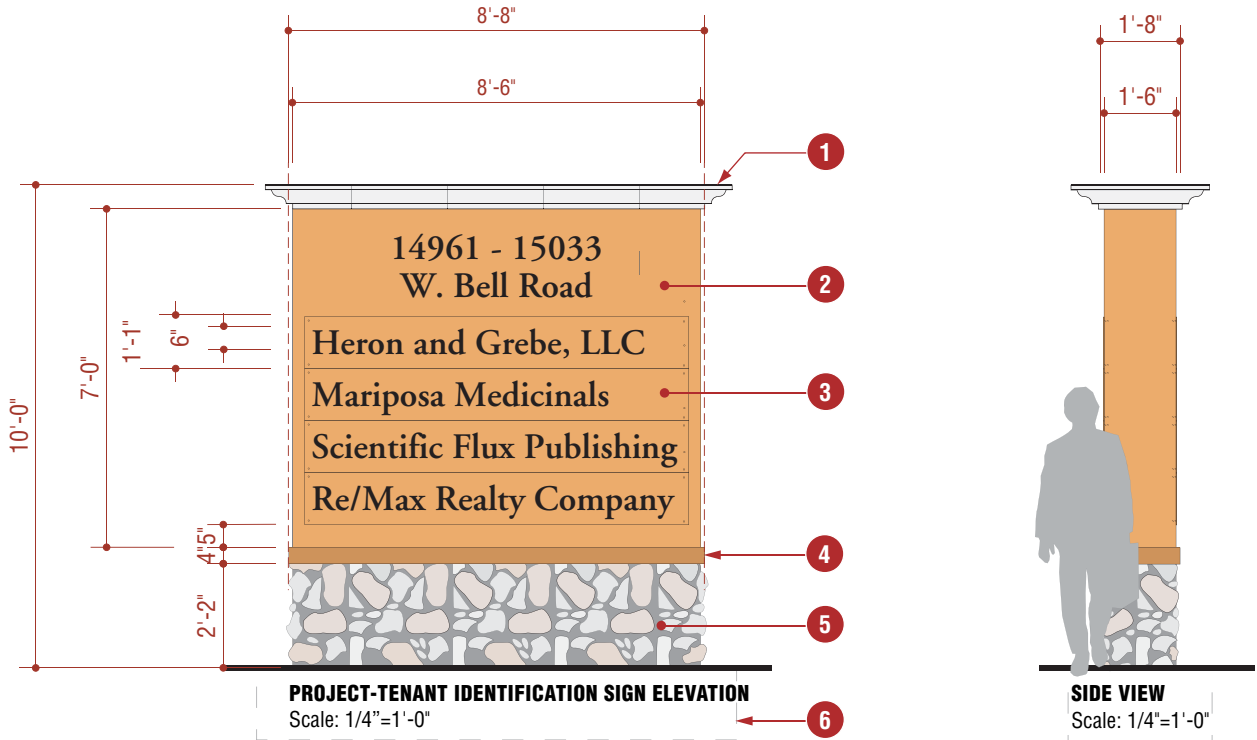 8'-8"
1'-8"
8'-6"
1'-6"
1
14961 - 15033
W. Bell Road
2
1'-1"
6"
Heron and Grebe, LLC
7'-0"
Mariposa Medicinals
3
10'-0"
Scientific Flux Publishing
Re/Max Realty Company
5"
4"
4
2'-2"
5
PROJECT-TENANT IDENTIFICATION SIGN ELEVATION
Scale: 1/4”=1'-0"
6
SIDE VIEW
Scale: 1/4"=1'-0"